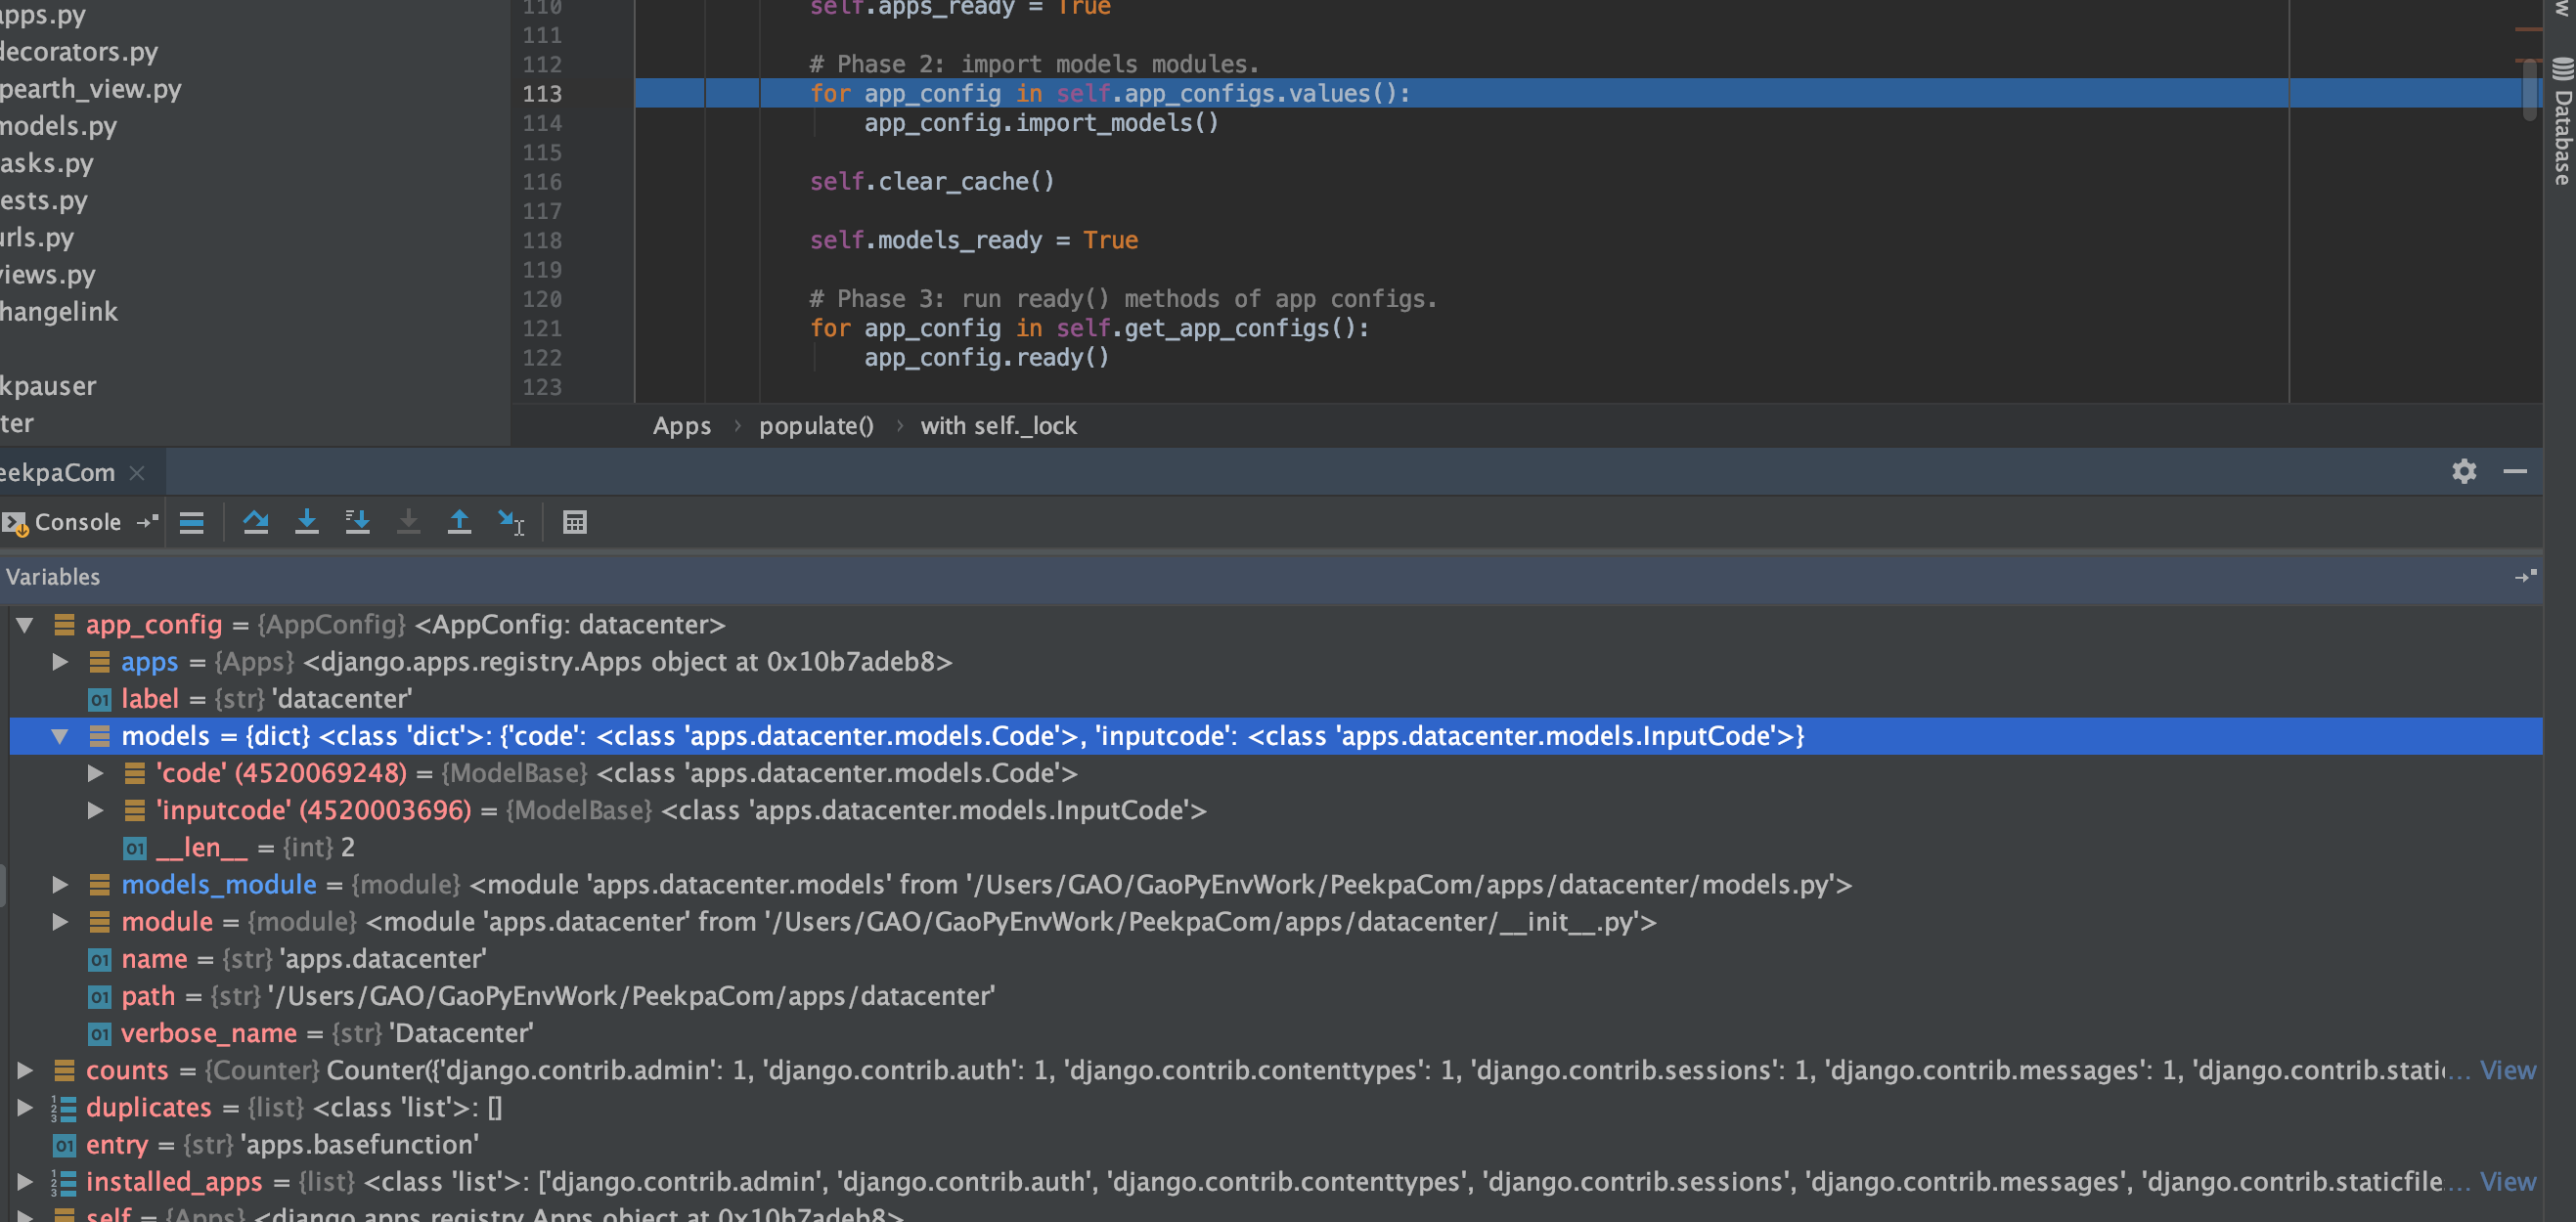 apps.py
decorators.py
pearth_view.py
models.py
asks.py
ests.py
urls.py
views.py
hangelink
kpauser
ter
110 self.apps_ready = True
111
112 # Phase 2: import models modules.
113 for app_config in self.app_configs.values():
114 app_config.import_models()
115
116 self.clear_cache()
117
118 self.models_ready = True
119
120 # Phase 3: run ready() methods of app configs.
121 for app_config in self.get_app_configs():
122 app_config.ready()
123
Apps › populate() › with self._lock
Database
eekpaCom ×
Console
Variables
app_config = {AppConfig} <AppConfig: datacenter>
apps = {Apps} <django.apps.registry.Apps object at 0x10b7adeb8>
01 label = {str} 'datacenter'
models = {dict} <class 'dict'>: {'code': <class 'apps.datacenter.models.Code'>, 'inputcode': <class 'apps.datacenter.models.InputCode'>}
'code' (4520069248) = {ModelBase} <class 'apps.datacenter.models.Code'>
'inputcode' (4520003696) = {ModelBase} <class 'apps.datacenter.models.InputCode'>
01 __len__ = {int} 2
models_module = {module} <module 'apps.datacenter.models' from '/Users/GAO/GaoPyEnvWork/PeekpaCom/apps/datacenter/models.py'>
module = {module} <module 'apps.datacenter' from '/Users/GAO/GaoPyEnvWork/PeekpaCom/apps/datacenter/__init__.py'>
01 name = {str} 'apps.datacenter'
01 path = {str} '/Users/GAO/GaoPyEnvWork/PeekpaCom/apps/datacenter'
01 verbose_name = {str} 'Datacenter'
counts = {Counter} Counter({'django.contrib.admin': 1, 'django.contrib.auth': 1, 'django.contrib.contenttypes': 1, 'django.contrib.sessions': 1, 'django.contrib.messages': 1, 'django.contrib.stati... View
duplicates = {list} <class 'list'>: []
01 entry = {str} 'apps.basefunction'
installed_apps = {list} <class 'list'>: ['django.contrib.admin', 'django.contrib.auth', 'django.contrib.contenttypes', 'django.contrib.sessions', 'django.contrib.messages', 'django.contrib.staticfile... View
self = {Apps} <django.apps.registry.Apps object at 0x10b7adeb8>